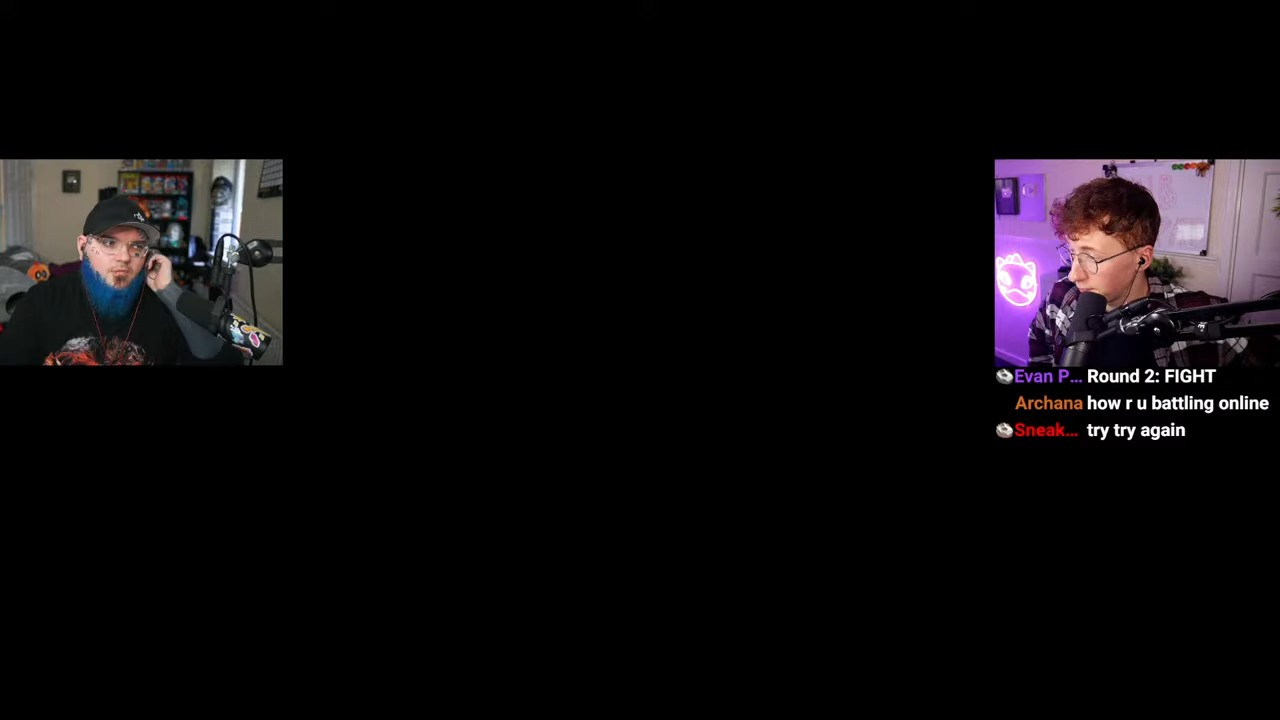 Evan P... Round 2: FIGHT
Archana how r u battling online
Sneak... try try again